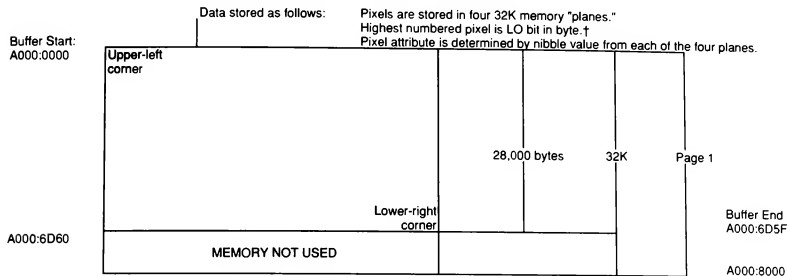 Data stored as follows:
Pixels are stored in four 32K memory "planes."
Highest numbered pixel is LO bit in byte.†
Pixel attribute is determined by nibble value from each of the four planes.
Buffer Start:
A000:0000
Upper-left
corner
28,000 bytes
32K
Page 1
Lower-right
corner
Buffer End
A000:6D5F
A000:6D60
MEMORY NOT USED
A000:8000